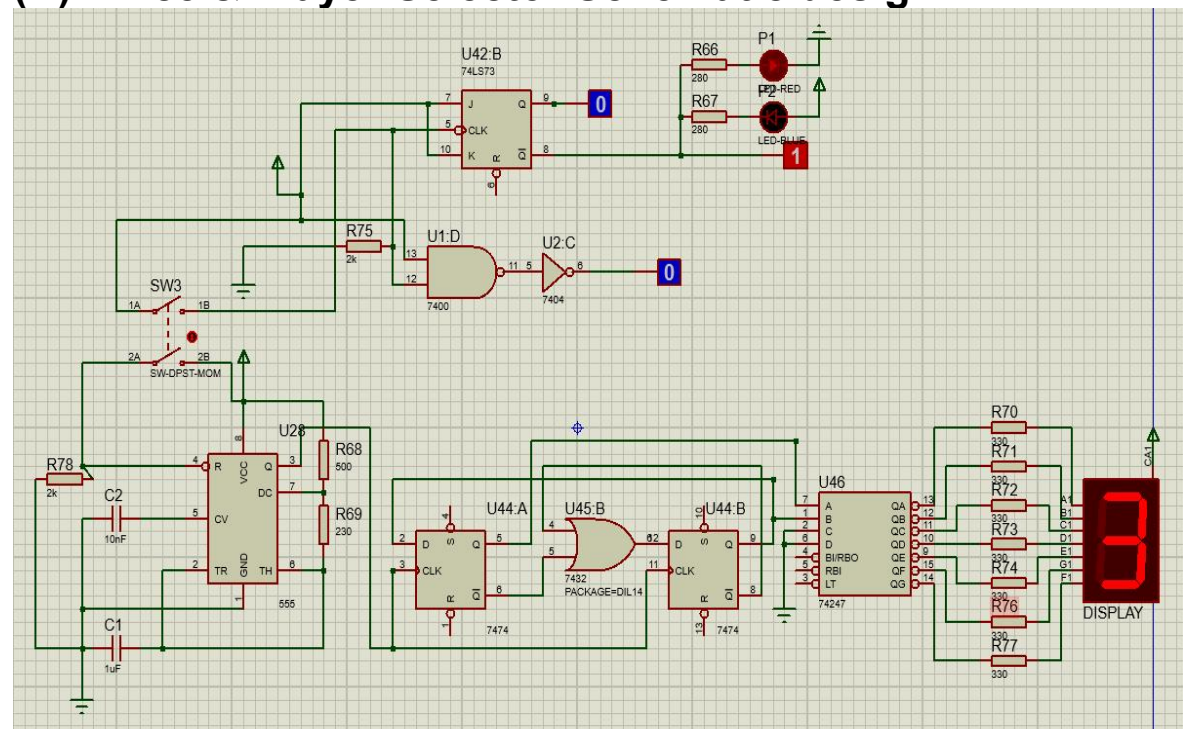 U42:B
74LS73
7 J Q 9 0
5 CLK
10 K QI 8 1
R
6
R66
280
P1
LED-RED
R67
280
P2
LED-BLUE
R75
2k
U1:D
13
12
11
7400
U2:C
5 6
7404
0
SW3
1A 1B
2A 2B
SW-DPST-MOM
U28
R78
2k
C2
10nF
C1
1uF
8
VCC
4 R Q 3
DC 7
5 CV
2 TR TH 6
GND
1
555
R68
500
R69
230
U44:A
4
S
2 D Q 5
3 CLK
QI 6
R
1
7474
U45:B
4
5
6
7432
PACKAGE=DIL14
U44:B
10
S
12 D Q 9
11 CLK
QI 8
R
13
7474
U46
7 A QA 13
1 B QB 12
2 C QC 11
6 D QD 10
4 BI/RBO QE 9
5 RBI QF 15
3 LT QG 14
74247
R70
330
R71
330
R72
330
R73
330
R74
330
R76
330
R77
330
CA1
A1
B1
C1
D1
E1
G1
F1
3
DISPLAY